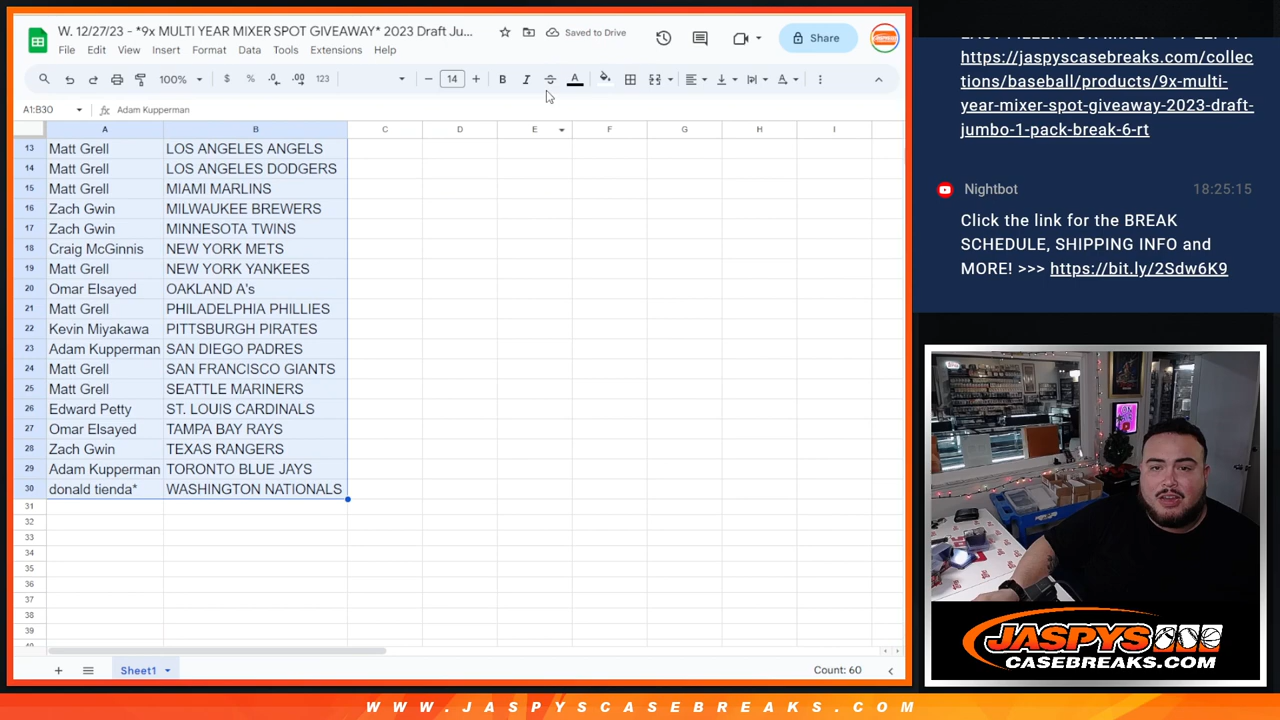 W. 12/27/23 - *9x MULTI YEAR MIXER SPOT GIVEAWAY* 2023 Draft Ju...
Saved to Drive
Share
File Edit View Insert Format Data Tools Extensions Help
100% $ % .0 .00 123 14 B I A
A1:B30 fx Adam Kupperman
A B C D E F G H I
13 Matt Grell LOS ANGELES ANGELS
14 Matt Grell LOS ANGELES DODGERS
15 Matt Grell MIAMI MARLINS
16 Zach Gwin MILWAUKEE BREWERS
17 Zach Gwin MINNESOTA TWINS
18 Craig McGinnis NEW YORK METS
19 Matt Grell NEW YORK YANKEES
20 Omar Elsayed OAKLAND A's
21 Matt Grell PHILADELPHIA PHILLIES
22 Kevin Miyakawa PITTSBURGH PIRATES
23 Adam Kupperman SAN DIEGO PADRES
24 Matt Grell SAN FRANCISCO GIANTS
25 Matt Grell SEATTLE MARINERS
26 Edward Petty ST. LOUIS CARDINALS
27 Omar Elsayed TAMPA BAY RAYS
28 Zach Gwin TEXAS RANGERS
29 Adam Kupperman TORONTO BLUE JAYS
30 donald tienda* WASHINGTON NATIONALS
31
32
33
34
35
36
37
38
39
Sheet1
Count: 60
https://jaspyscasebreaks.com/collec
tions/baseball/products/9x-multi-
year-mixer-spot-giveaway-2023-draft-
jumbo-1-pack-break-6-rt
Nightbot 18:25:15
Click the link for the BREAK
SCHEDULE, SHIPPING INFO and
MORE! >>> https://bit.ly/2Sdw6K9
JASPYS
CASEBREAKS.COM
WWW.JASPYSCASEBREAKS.COM